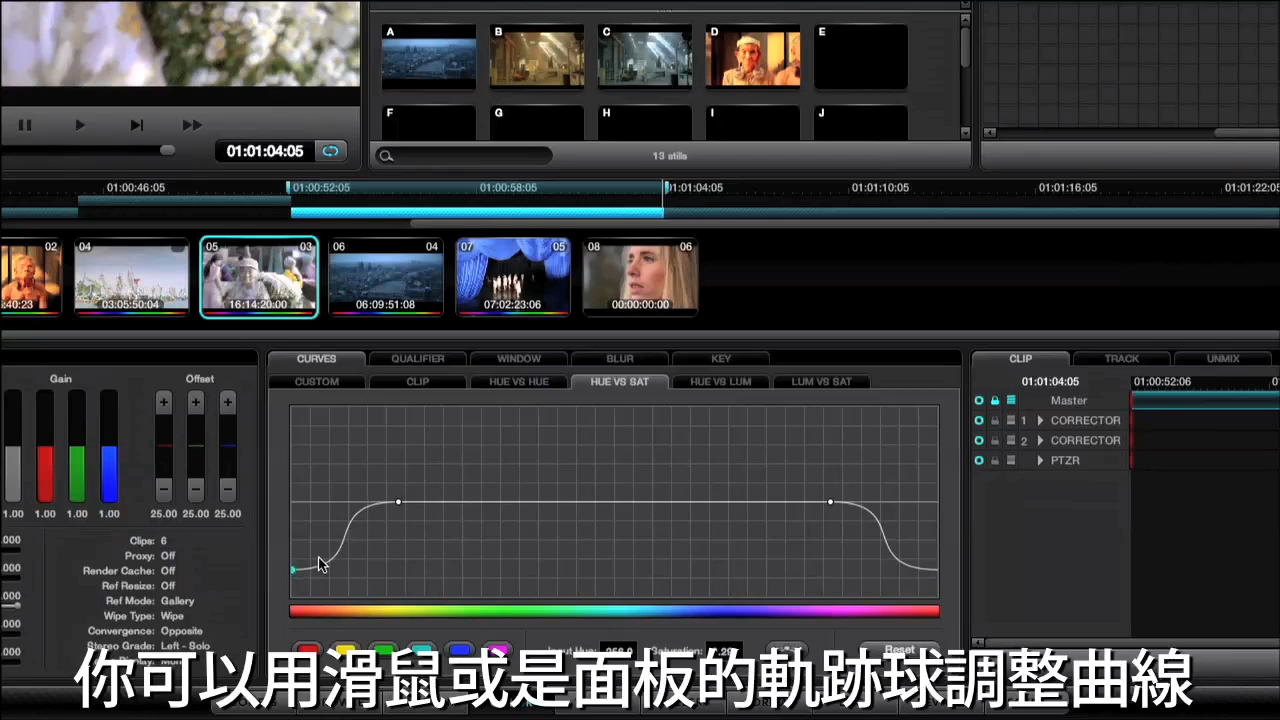 A B C D E
F G H I J
01:01:04:05
13 stills
01:00:46:05 01:00:52:05 01:00:58:05 01:01:04:05 01:01:10:05 01:01:16:05 01:01:22:05
02 04 05 03 06 04 07 05 08 06
:40:23 03:05:50:04 16:14:20:00 06:09:51:08 07:02:23:06 00:00:00:00
CURVES QUALIFIER WINDOW BLUR KEY
CLIP TRACK UNMIX
Gain Offset
CUSTOM CLIP HUE VS HUE HUE VS SAT HUE VS LUM LUM VS SAT
01:01:04:05 01:00:52:06
Master
1 CORRECTOR
2 CORRECTOR
PTZR
1.00 1.00 1.00 1.00 25.00 25.00 25.00
Clips: 6
Proxy: Off
Render Cache: Off
Ref Resize: Off
Ref Mode: Gallery
Wipe Type: Wipe
Convergence: Opposite
Stereo Grade: Left - Solo
Reset
你可以用滑鼠或是面板的軌跡球調整曲線